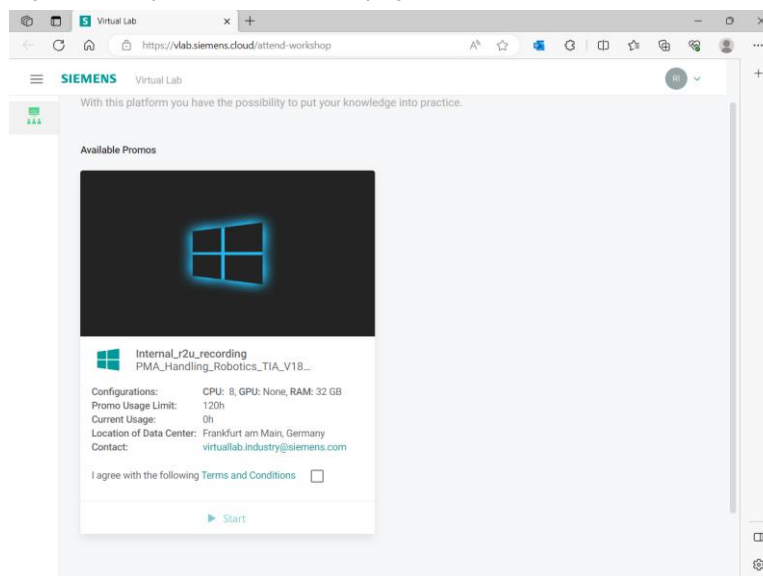 Virtual Lab
https://vlab.siemens.cloud/attend-workshop
SIEMENS Virtual Lab
RI
With this platform you have the possibility to put your knowledge into practice.
Available Promos
Internal_r2u_recording
PMA_Handling_Robotics_TIA_V18...
Configurations: CPU: 8, GPU: None, RAM: 32 GB
Promo Usage Limit: 120h
Current Usage: 0h
Location of Data Center: Frankfurt am Main, Germany
Contact: virtuallab.industry@siemens.com
I agree with the following Terms and Conditions
Start